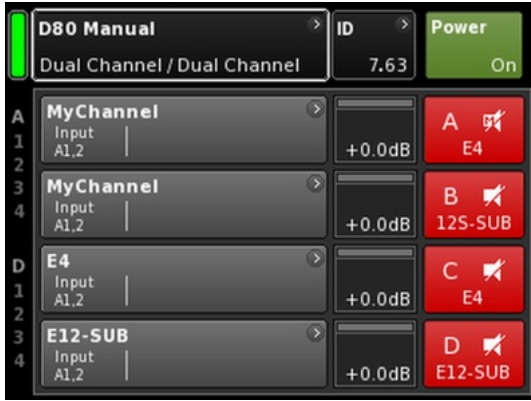 D80 Manual
Dual Channel / Dual Channel
ID
7.63
Power
On
A
1
2
3
4
MyChannel
Input
A1,2
+0.0dB
A
E4
MyChannel
Input
A1,2
+0.0dB
B
12S-SUB
D
1
2
3
4
E4
Input
A1,2
+0.0dB
C
E4
E12-SUB
Input
A1,2
+0.0dB
D
E12-SUB